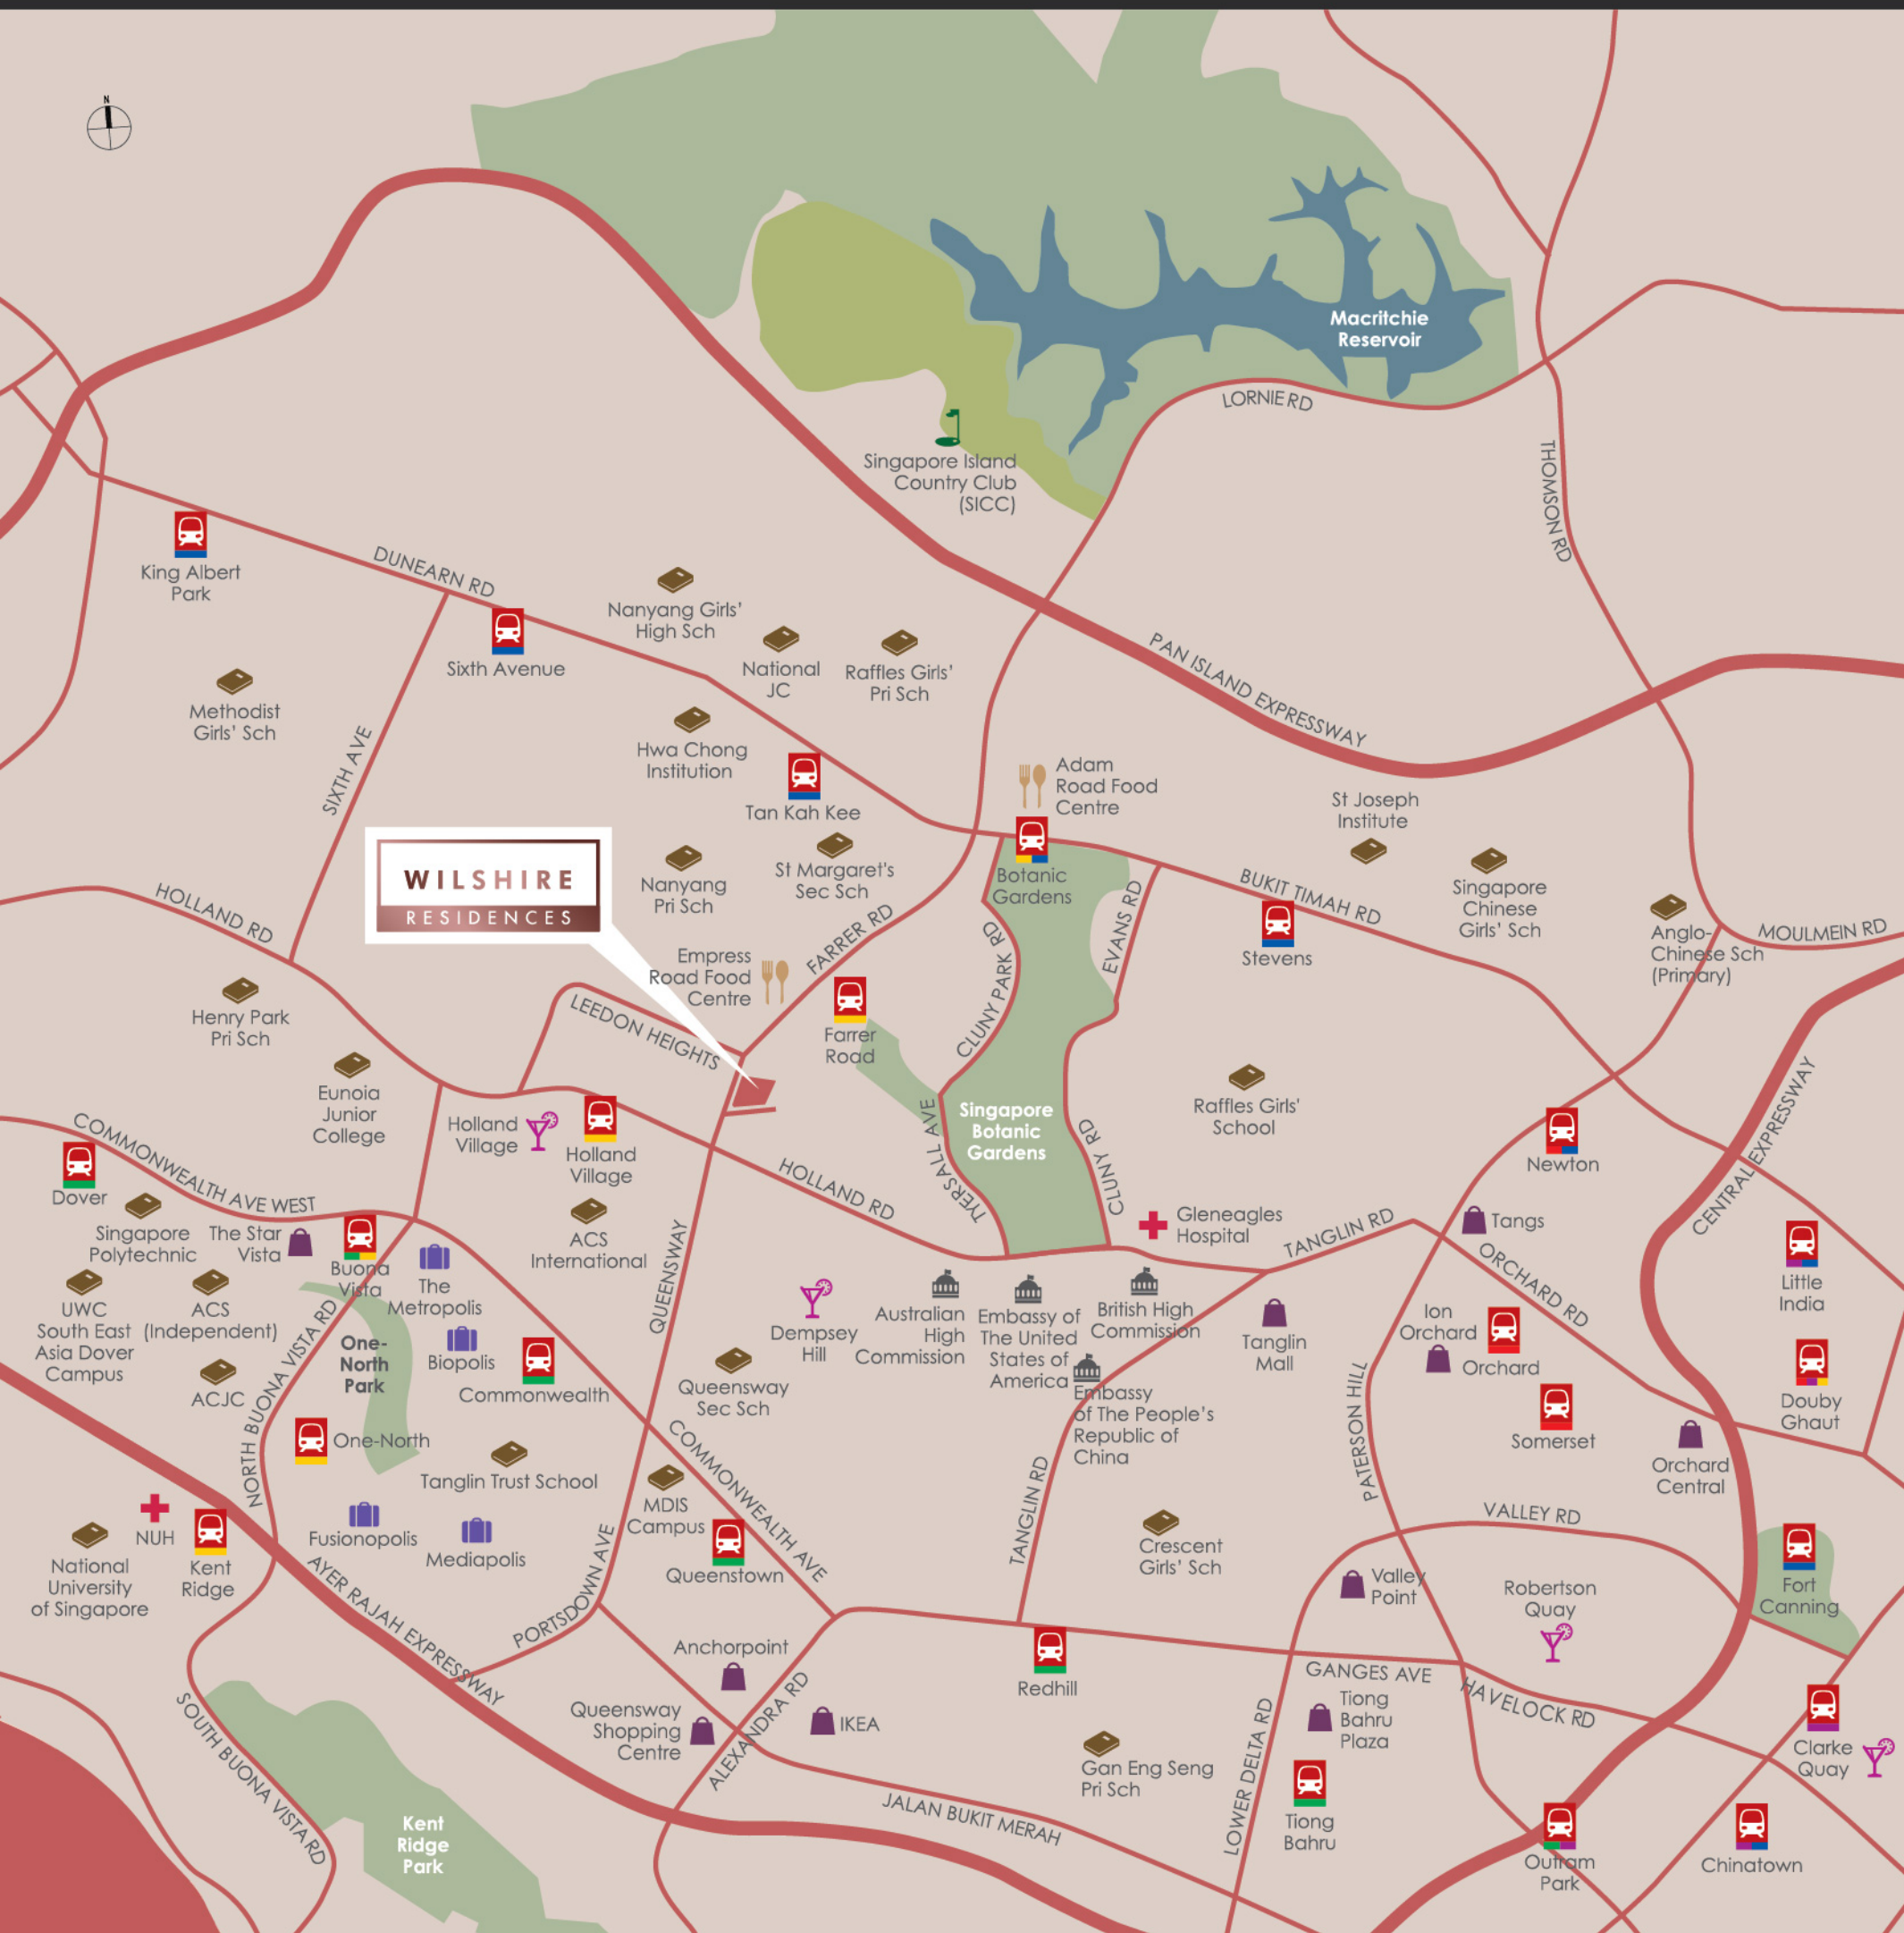 N
Macritchie
Reservoir
LORNIE RD
THOMSON RD
Singapore Island
Country Club
(SICC)
King Albert
Park
DUNEARN RD
Sixth Avenue
Nanyang Girls'
High Sch
National
JC
Raffles Girls'
Pri Sch
PAN ISLAND EXPRESSWAY
Methodist
Girls' Sch
SIXTH AVE
Hwa Chong
Institution
Tan Kah Kee
Adam
Road Food
Centre
St Joseph
Institute
WILSHIRE
RESIDENCES
Nanyang
Pri Sch
St Margaret's
Sec Sch
Botanic
Gardens
BUKIT TIMAH RD
Singapore
Chinese
Girls' Sch
HOLLAND RD
FARRER RD
EVANS RD
Stevens
Anglo-
Chinese Sch
(Primary)
MOULMEIN RD
Empress
Road Food
Centre
CLUNY PARK RD
Henry Park
Pri Sch
LEEDON HEIGHTS
Farrer
Road
Eunoia
Junior
College
Holland
Village
Holland
Village
TYERSALL AVE
Singapore
Botanic
Gardens
CLUNY RD
Raffles Girls'
School
Newton
CENTRAL EXPRESSWAY
COMMONWEALTH AVE WEST
Dover
HOLLAND RD
Singapore
Polytechnic
The Star
Vista
Buona
Vista
ACS
International
QUEENSWAY
Gleneagles
Hospital
TANGLIN RD
Tangs
ORCHARD RD
Little
India
The
Metropolis
UWC
South East
Asia Dover
Campus
ACS
(Independent)
NORTH BUONA VISTA RD
One-
North
Park
Biopolis
Commonwealth
Dempsey
Hill
Australian
High
Commission
Embassy of
The United
States of
America
British High
Commission
Tanglin
Mall
Ion
Orchard
Orchard
ACJC
Queensway
Sec Sch
Embassy
of The People's
Republic of
China
PATERSON HILL
Somerset
Douby
Ghaut
Orchard
Central
One-North
Tanglin Trust School
COMMONWEALTH AVE
TANGLIN RD
VALLEY RD
MDIS
Campus
NUH
National
University
of Singapore
Kent
Ridge
Fusionopolis
Mediapolis
PORTSDOWN AVE
Queenstown
Crescent
Girls' Sch
Valley
Point
Robertson
Quay
Fort
Canning
AYER RAJAH EXPRESSWAY
Anchorpoint
Redhill
GANGES AVE
HAVELOCK RD
Queensway
Shopping
Centre
ALEXANDRA RD
IKEA
Tiong
Bahru
Plaza
LOWER DELTA RD
SOUTH BUONA VISTA RD
Gan Eng Seng
Pri Sch
Clarke
Quay
JALAN BUKIT MERAH
Tiong
Bahru
Kent
Ridge
Park
Outram
Park
Chinatown